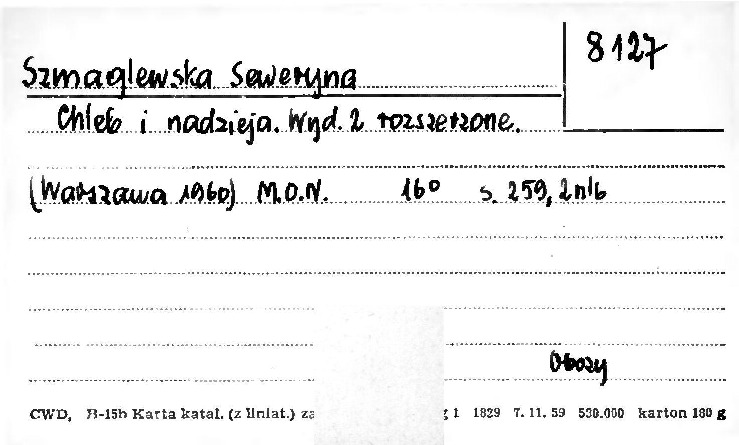 8127
Szmaglewska Seweryna
Chleb i nadzieja. Wyd. 2 rozszerzone.
(Warszawa 1960) M.O.N. 16° s. 259, 2nlb
Obozy
CWD, B-15b Karta katal. (z liniat.) za g 1 1829 7. 11. 59 530.000 karton 180 g